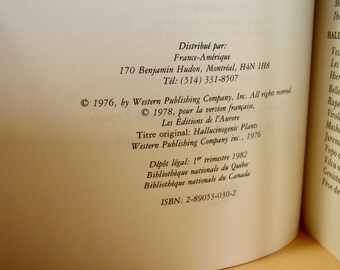 Distribué par:
France-Amérique
170 Benjamin Hudon, Montréal, H4N 1H8
Tél: (514) 331-8507
© 1976, by Western Publishing Company, Inc. All rights reserved
© 1978, pour la version française,
Les Éditions de l'Aurore
Titre original: Hallucinogenic Plants
Western Publishing Company inc., 1976
Dépôt légal: 1er trimestre 1982
Bibliothèque nationale du Québec
Bibliothèque nationale du Canada
ISBN: 2-89053-030-2